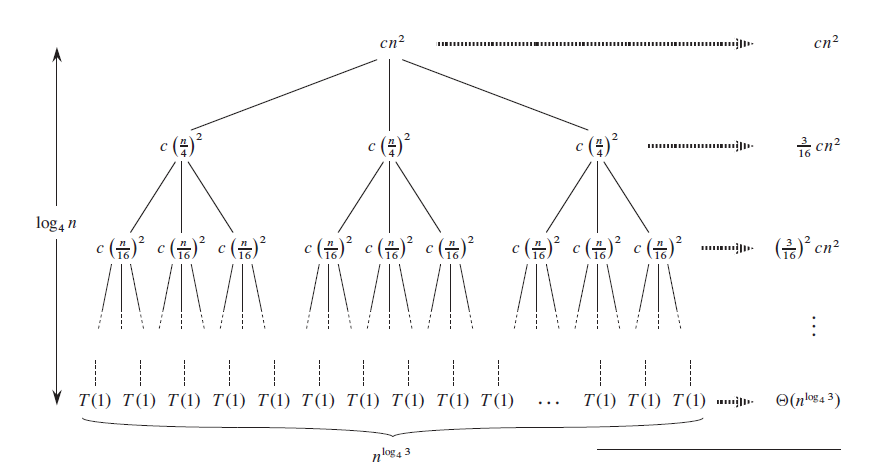 cn² cn²
c (n/4)² c (n/4)² c (n/4)² 3/16 cn²
log₄ n
c (n/16)² c (n/16)² c (n/16)² c (n/16)² c (n/16)² c (n/16)² c (n/16)² c (n/16)² c (n/16)² (3/16)² cn²
⋮
T(1) T(1) T(1) T(1) T(1) T(1) T(1) T(1) T(1) T(1) … T(1) T(1) T(1) Θ(n^{log₄ 3})
n^{log₄ 3}